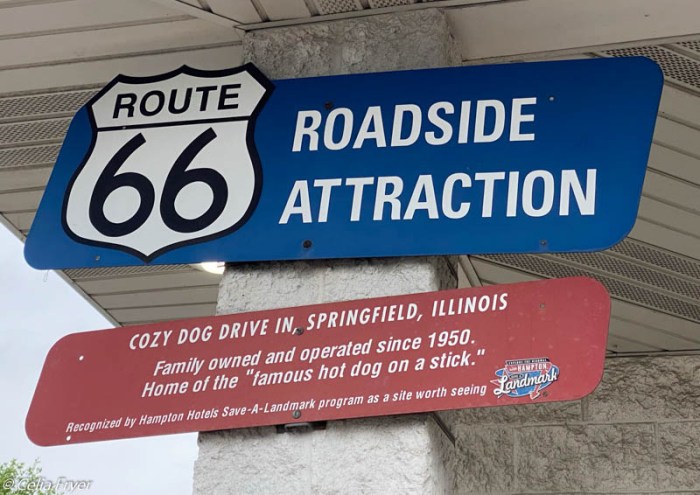 ROUTE
66
ROADSIDE
ATTRACTION
COZY DOG DRIVE IN, SPRINGFIELD, ILLINOIS
Family owned and operated since 1950.
Home of the "famous hot dog on a stick."
Recognized by Hampton Hotels Save-A-Landmark program as a site worth seeing
HAMPTON
Landmark
© Celia Fryer